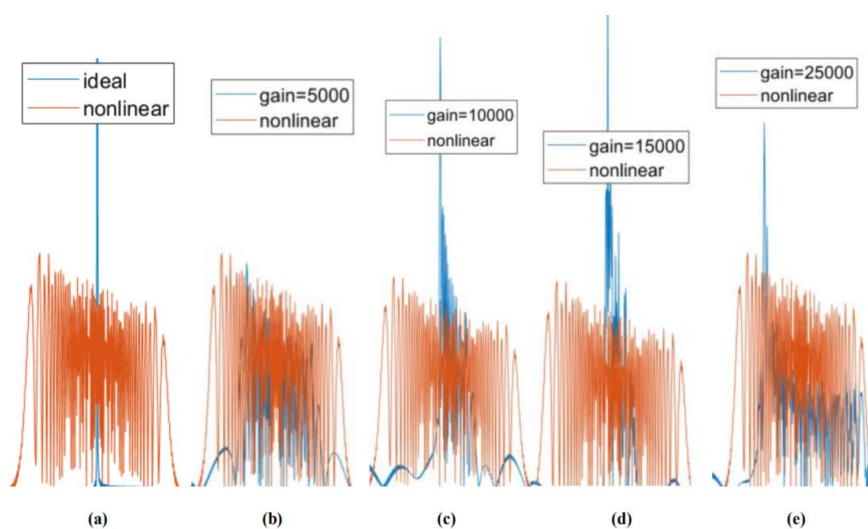 ideal
nonlinear
gain=5000
nonlinear
gain=10000
nonlinear
gain=15000
nonlinear
gain=25000
nonlinear
(a)
(b)
(c)
(d)
(e)